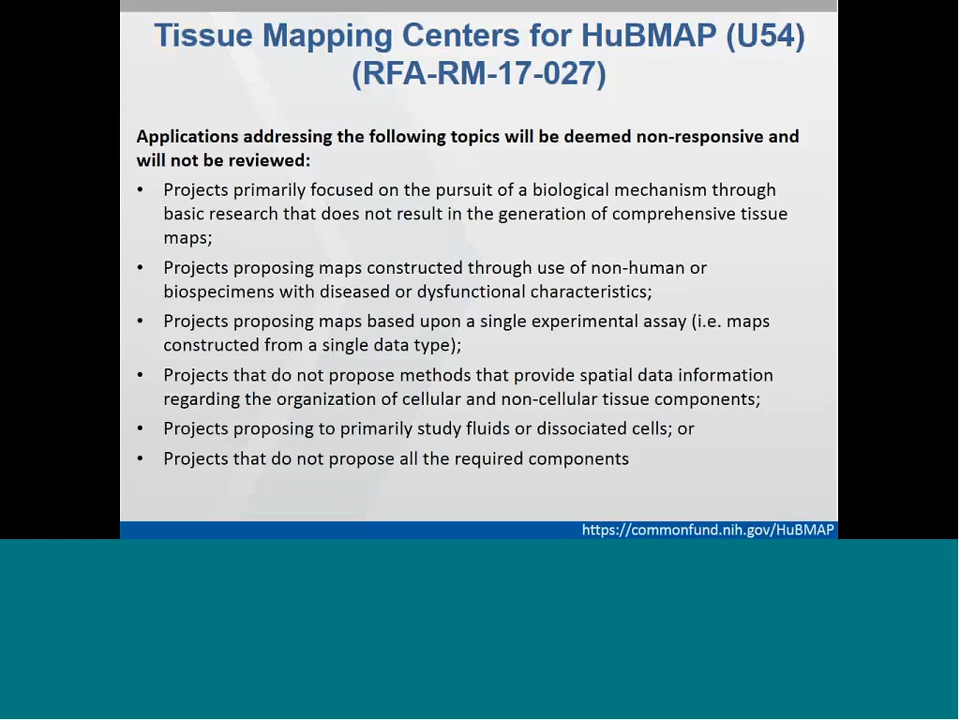 Tissue Mapping Centers for HuBMAP (U54)
(RFA-RM-17-027)
Applications addressing the following topics will be deemed non-responsive and
will not be reviewed:
• Projects primarily focused on the pursuit of a biological mechanism through
basic research that does not result in the generation of comprehensive tissue
maps;
• Projects proposing maps constructed through use of non-human or
biospecimens with diseased or dysfunctional characteristics;
• Projects proposing maps based upon a single experimental assay (i.e. maps
constructed from a single data type);
• Projects that do not propose methods that provide spatial data information
regarding the organization of cellular and non-cellular tissue components;
• Projects proposing to primarily study fluids or dissociated cells; or
• Projects that do not propose all the required components
https://commonfund.nih.gov/HuBMAP